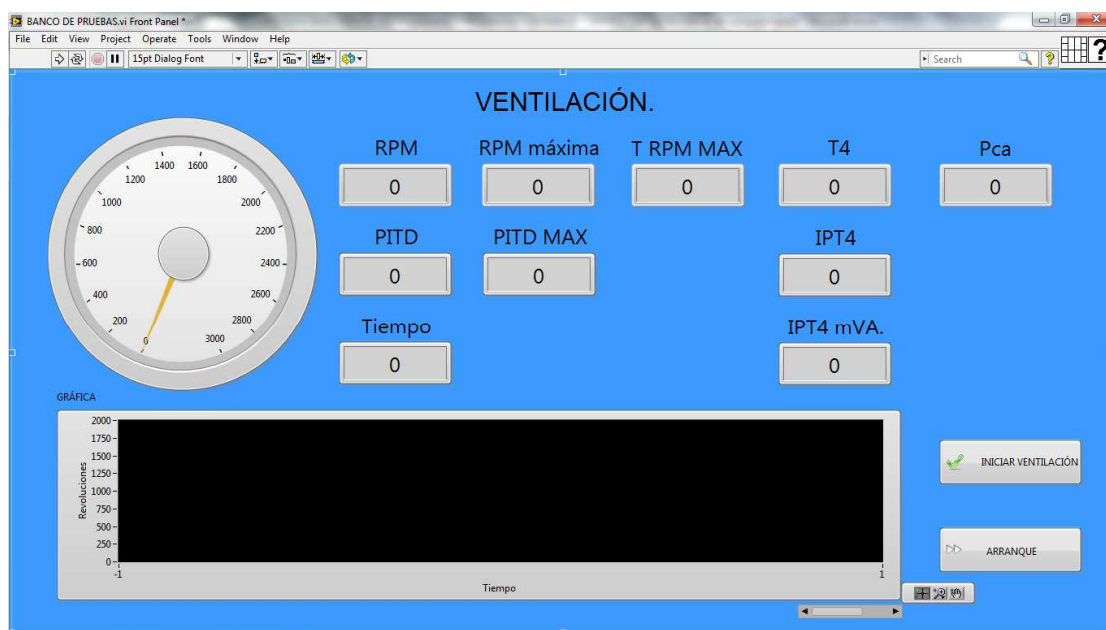 BANCO DE PRUEBAS.vi Front Panel *
File Edit View Project Operate Tools Window Help
15pt Dialog Font
Search
?
?
VENTILACIÓN.
RPM RPM máxima T RPM MAX T4 Pca
0 0 0 0 0
PITD PITD MAX IPT4
0 0 0
Tiempo IPT4 mVA.
0 0
0 200 400 600 800 1000 1200 1400 1600 1800 2000 2200 2400 2600 2800 3000
GRÁFICA
2000
1750
1500
1250
1000
750
500
250
0
Revoluciones
-1 1
Tiempo
INICIAR VENTILACIÓN
ARRANQUE